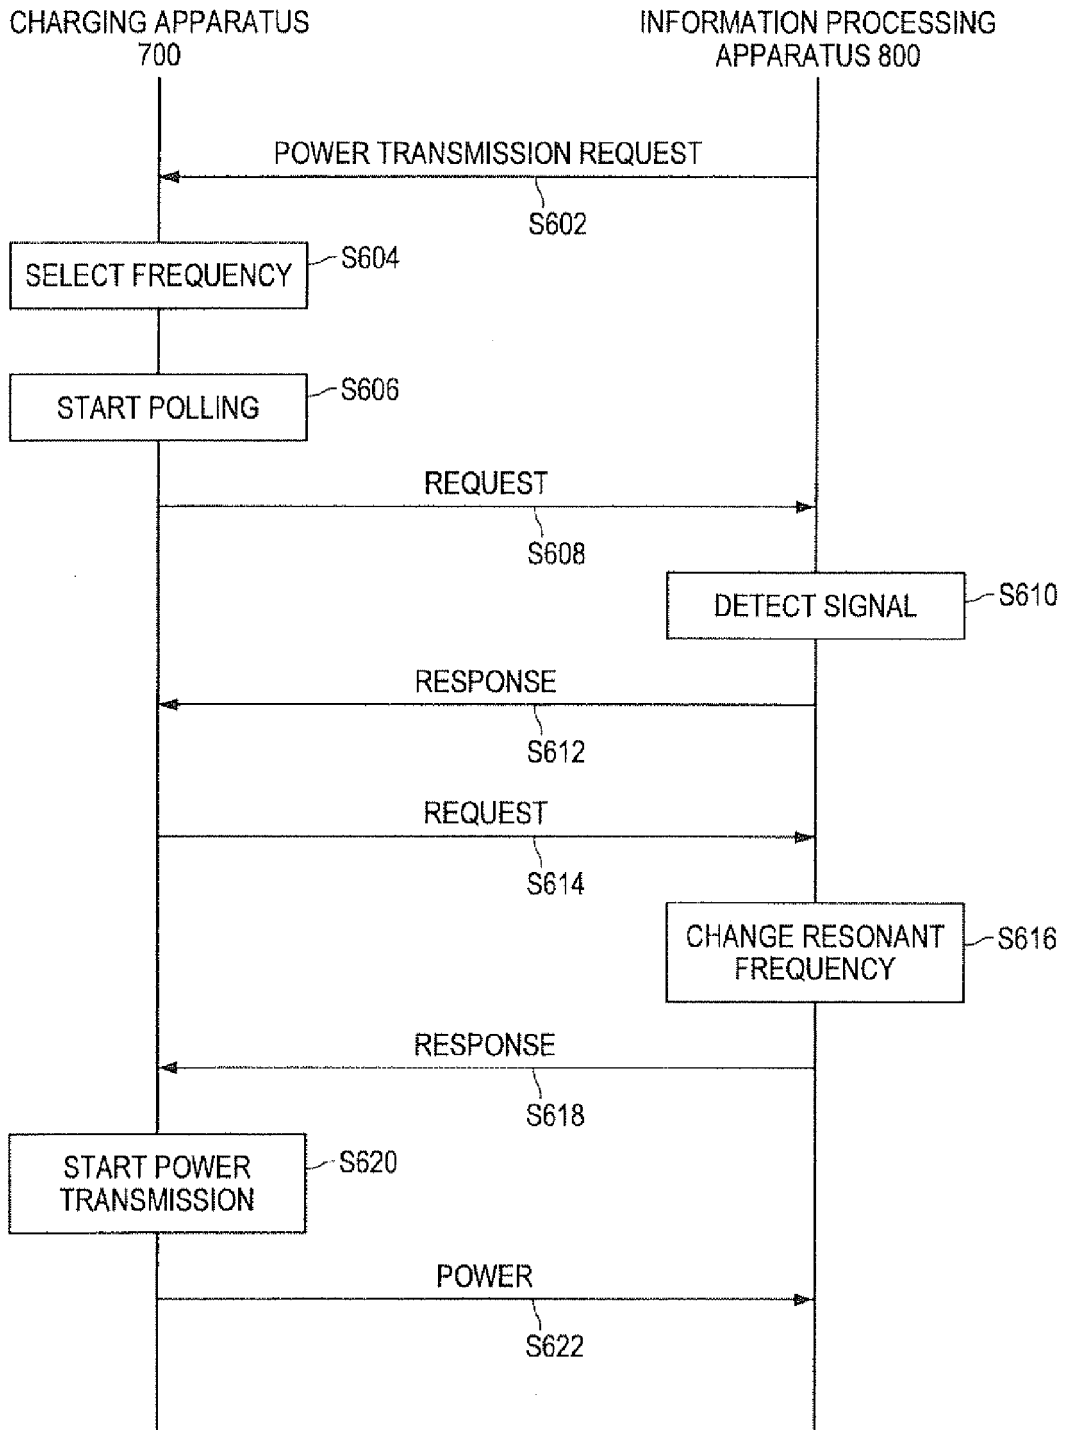 CHARGING APPARATUS
700
INFORMATION PROCESSING
APPARATUS 800
POWER TRANSMISSION REQUEST
S602
SELECT FREQUENCY
S604
START POLLING
S606
REQUEST
S608
DETECT SIGNAL
S610
RESPONSE
S612
REQUEST
S614
CHANGE RESONANT
FREQUENCY
S616
RESPONSE
S618
START POWER
TRANSMISSION
S620
POWER
S622